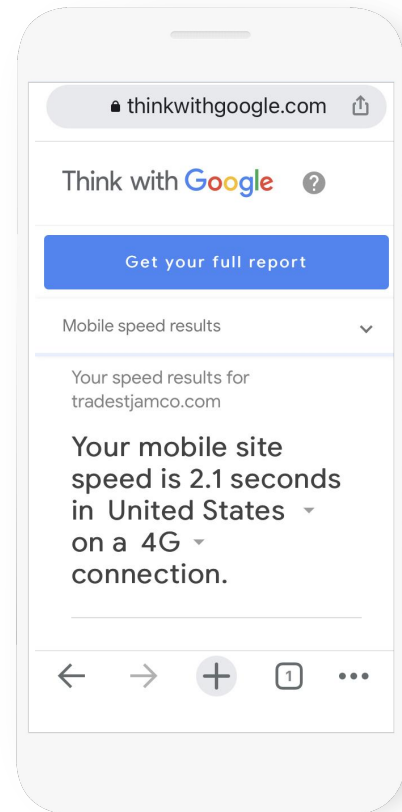 thinkwithgoogle.com
Think with Google ?
Get your full report
Mobile speed results
Your speed results for
tradestjamco.com
Your mobile site
speed is 2.1 seconds
in United States
on a 4G
connection.
1